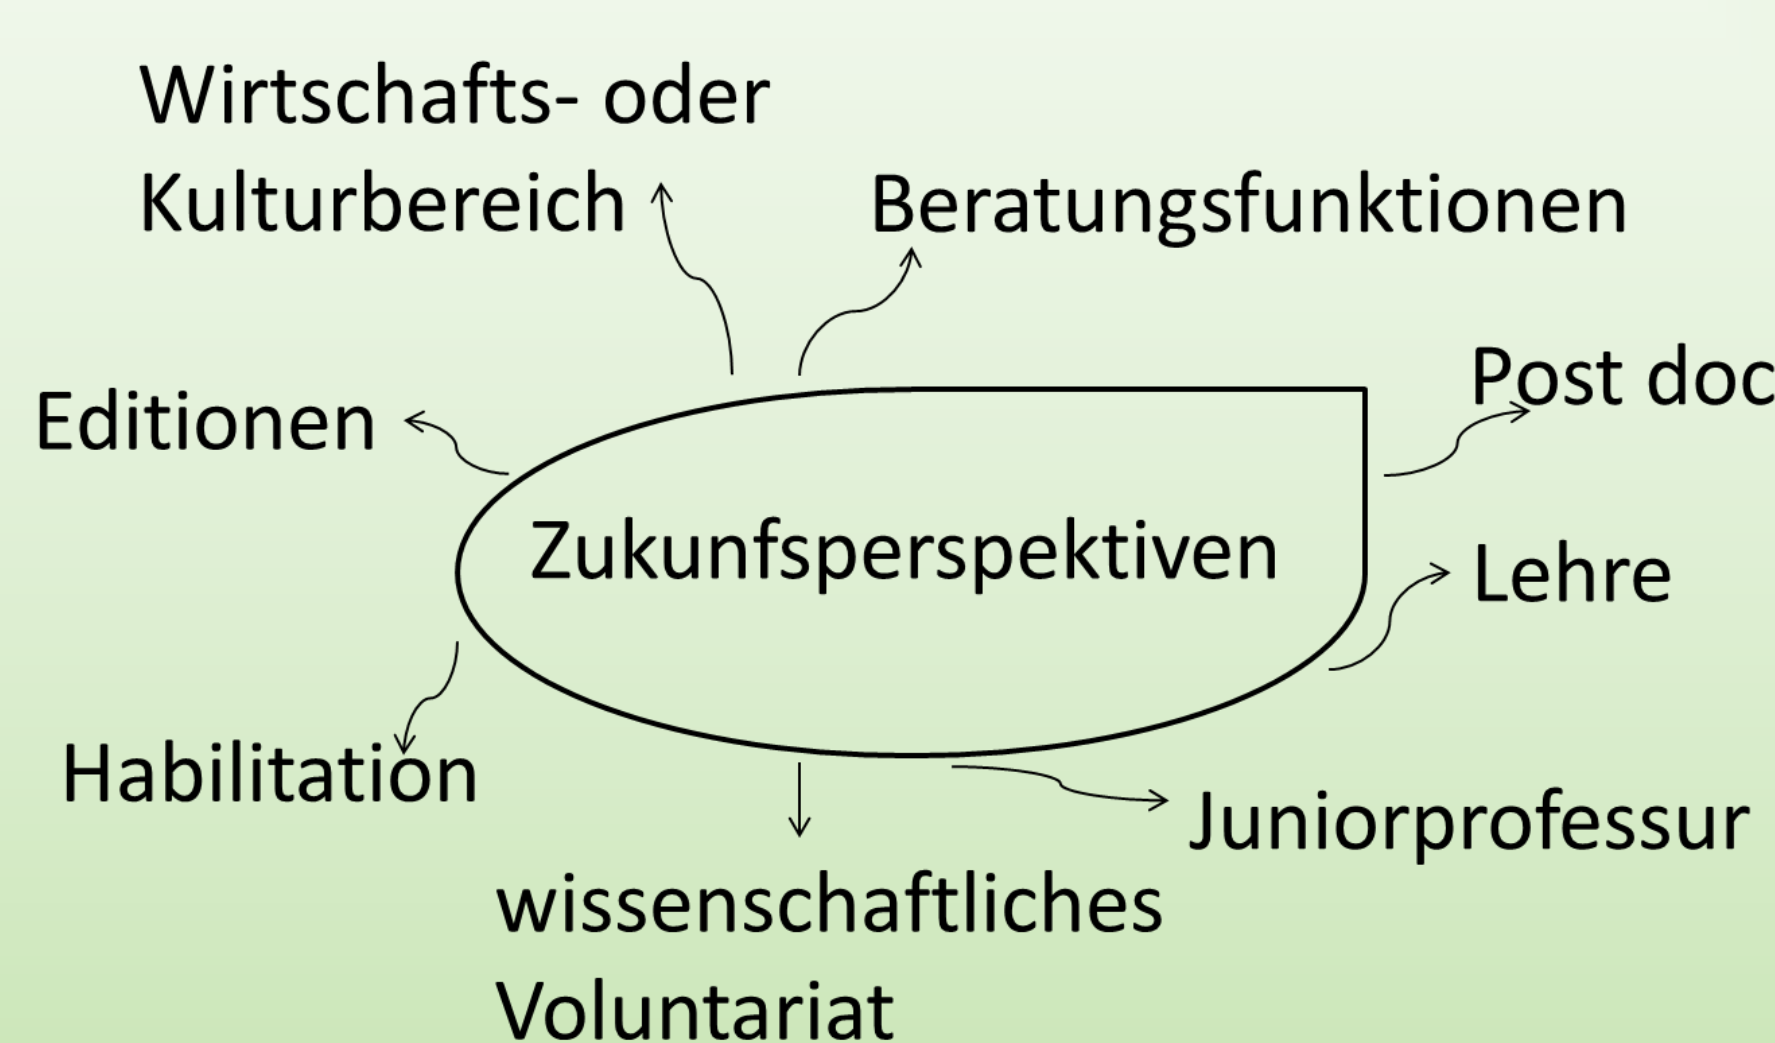 Wirtschafts- oder
Kulturbereich
Beratungsfunktionen
Post doc
Editionen
Zukunfsperspektiven
Lehre
Habilitation
Juniorprofessur
wissenschaftliches
Voluntariat